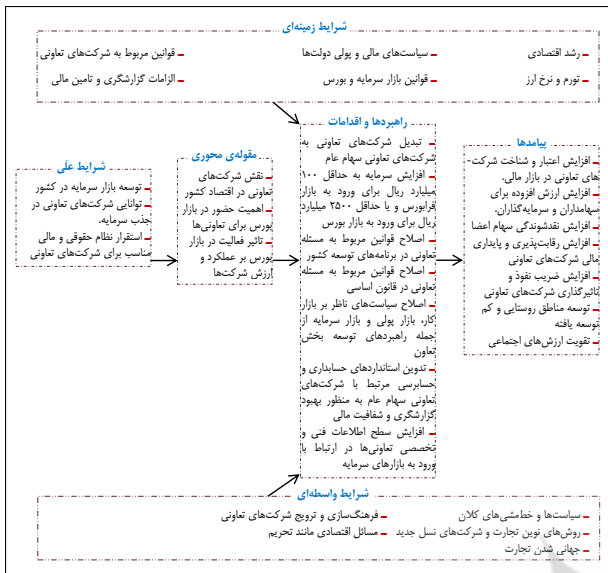 شرایط زمینه‌ای
- رشد اقتصادی
- سیاست‌های مالی و پولی دولت‌ها
- قوانین مربوط به شرکت‌های تعاونی
- تورم و نرخ ارز
- قوانین بازار سرمایه و بورس
- الزامات گزارشگری و تامین مالی
شرایط علّی
- توسعه بازار سرمایه در کشور
- توانایی شرکت‌های تعاونی در
جذب سرمایه.
- استقرار نظام حقوقی و مالی
مناسب برای شرکت‌های تعاونی
مقوله‌ی محوری
- نقش شرکت‌های
تعاونی در اقتصاد کشور
- اهمیت حضور در بازار
بورس برای تعاونی‌ها
- تاثیر فعالیت در بازار
بورس بر عملکرد و
ارزش شرکت‌ها
راهبردها و اقدامات
- تبدیل شرکت‌های تعاونی به
شرکت‌های تعاونی سهام عام
- افزایش سرمایه به حداقل ۱۰۰
میلیارد ریال برای ورود به بازار
فرابورس و یا حداقل ۲۵۰۰ میلیارد
ریال برای ورود به بازار بورس
- اصلاح قوانین مربوط به مسئله
تعاونی در برنامه‌های توسعه کشور
- اصلاح قوانین مربوط به مسئله
تعاونی در قانون اساسی
- اصلاح سیاست‌های ناظر بر بازار
کار، بازار پولی و بازار سرمایه از
جمله راهبردهای توسعه بخش
تعاون
- تدوین استانداردهای حسابداری و
حسابرسی مرتبط با شرکت‌های
تعاونی سهام عام به منظور بهبود
گزارشگری و شفافیت مالی
- افزایش سطح اطلاعات فنی و
تخصصی تعاونی‌ها در ارتباط با
ورود به بازارهای سرمایه
پیامدها
- افزایش اعتبار و شناخت شرکت-
های تعاونی در بازار مالی.
- افزایش ارزش افزوده برای
سهامداران و سرمایه‌گذاران.
- افزایش نقدشوندگی سهام اعضا
- افزایش رقابت‌پذیری و پایداری
مالی شرکت‌های تعاونی
- افزایش ضریب نفوذ و
تاثیرگذاری شرکت‌های تعاونی
- توسعه مناطق روستایی و کم
توسعه یافته
- تقویت ارزش‌های اجتماعی
شرایط واسطه‌ای
- سیاست‌ها و خط‌مشی‌های کلان
- فرهنگ‌سازی و ترویج شرکت‌های تعاونی
- روش‌های نوین تجارت و شرکت‌های نسل جدید
- مسائل اقتصادی مانند تحریم
- جهانی شدن تجارت